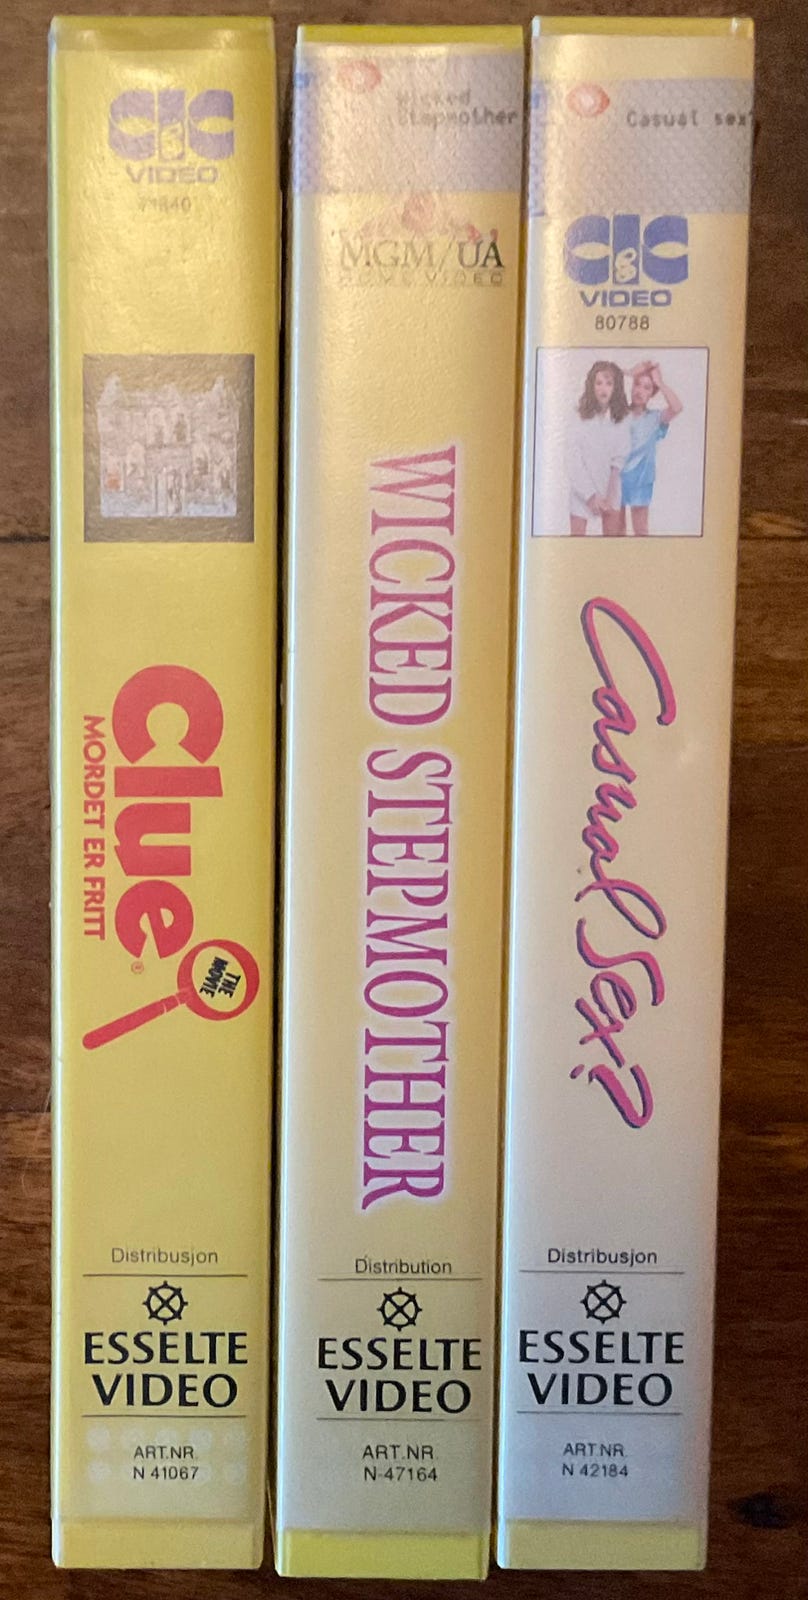 CIC
VIDEO
Clue®
THE
MOVIE
MORDET ER FRITT
Distribusjon
ESSELTE
VIDEO
ART.NR.
N 41067
Wicked
Stepmother
MGM/UA
HOME VIDEO
WICKED STEPMOTHER
Distribution
ESSELTE
VIDEO
ART.NR.
N-47164
Casual sex?
CIC
VIDEO
80788
Casual Sex?
Distribusjon
ESSELTE
VIDEO
ART.NR.
N 42184